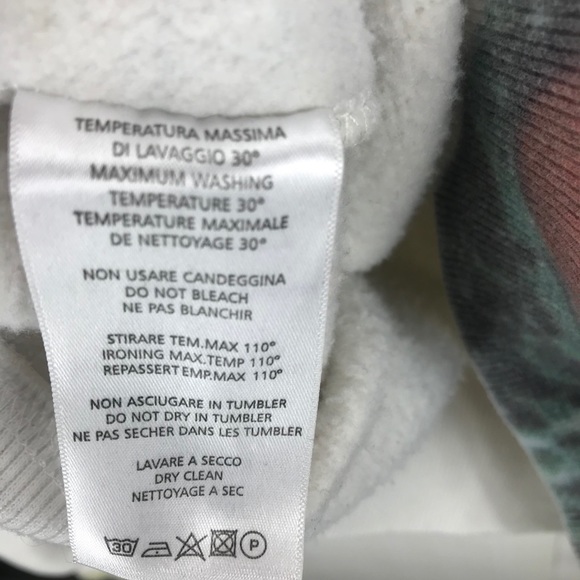 TEMPERATURA MASSIMA
DI LAVAGGIO 30°
MAXIMUM WASHING
TEMPERATURE 30°
TEMPERATURE MAXIMALE
DE NETTOYAGE 30°
NON USARE CANDEGGINA
DO NOT BLEACH
NE PAS BLANCHIR
STIRARE TEM.MAX 110°
IRONING MAX.TEMP 110°
REPASSERT EMP.MAX 110°
NON ASCIUGARE IN TUMBLER
DO NOT DRY IN TUMBLER
NE PAS SECHER DANS LES TUMBLER
LAVARE A SECCO
DRY CLEAN
NETTOYAGE A SEC
30 P